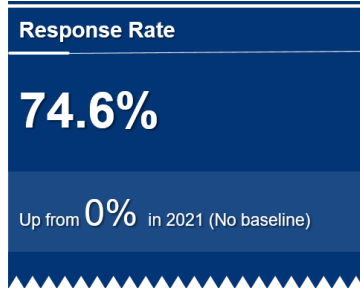 Response Rate
74.6%
Up from 0% in 2021 (No baseline)